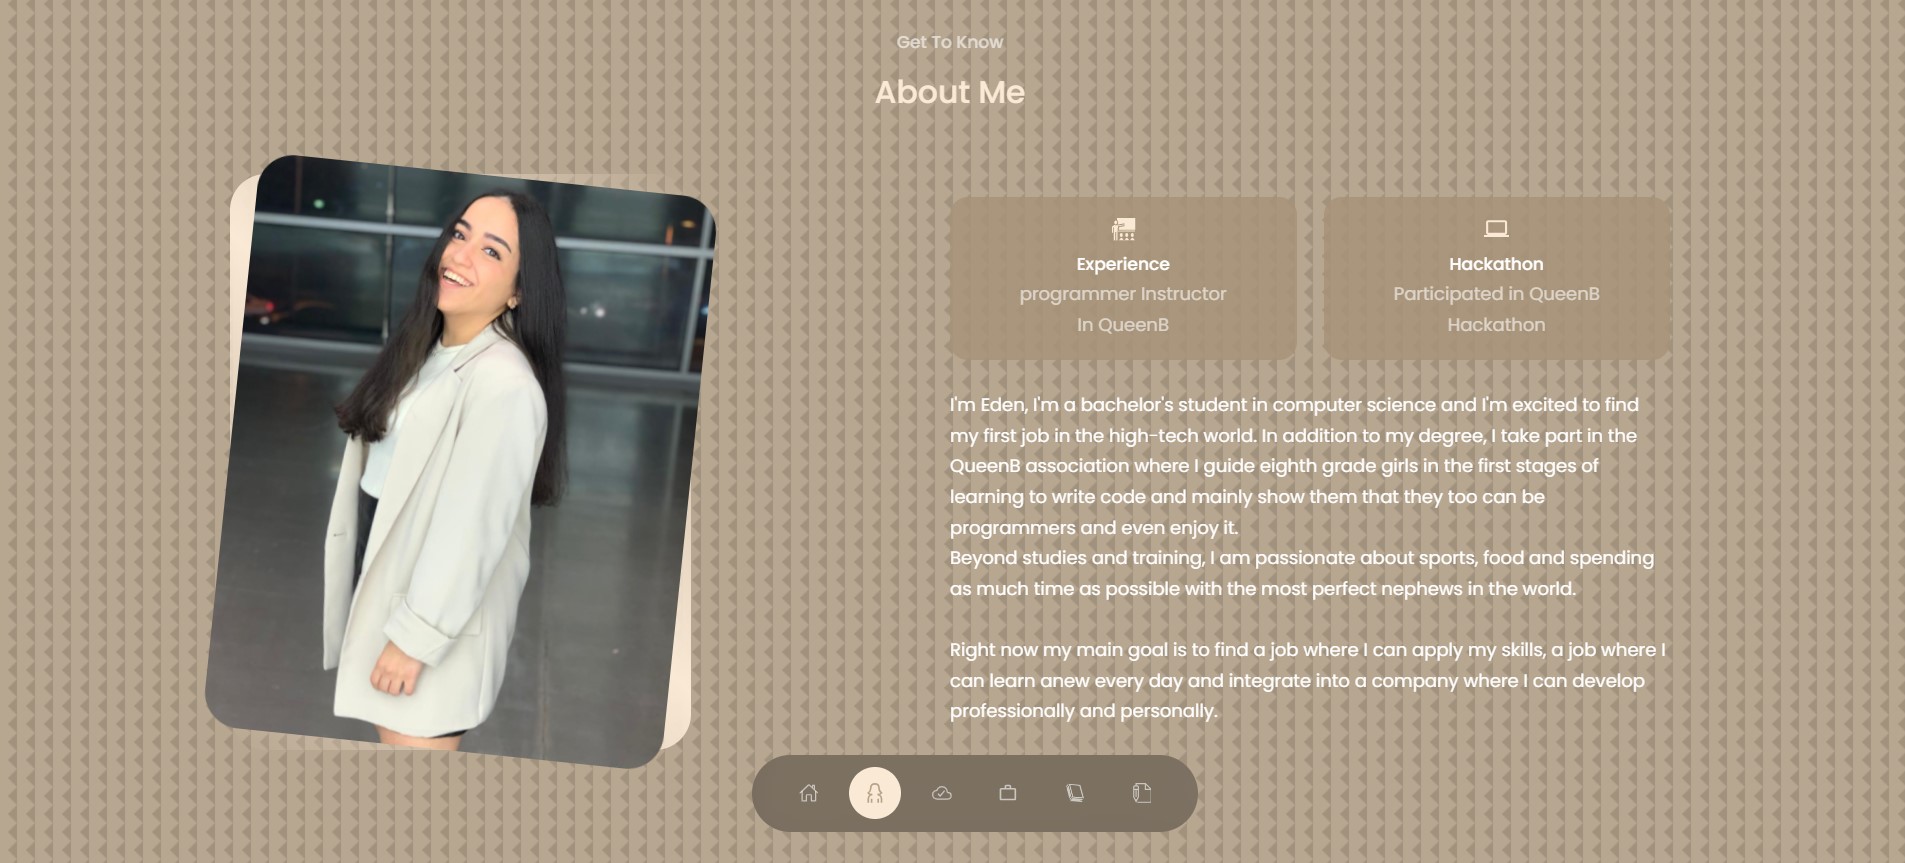 Get To Know
About Me
Experience
programmer Instructor
In QueenB
Hackathon
Participated in QueenB
Hackathon
I'm Eden, I'm a bachelor's student in computer science and I'm excited to find
my first job in the high-tech world. In addition to my degree, I take part in the
QueenB association where I guide eighth grade girls in the first stages of
learning to write code and mainly show them that they too can be
programmers and even enjoy it.
Beyond studies and training, I am passionate about sports, food and spending
as much time as possible with the most perfect nephews in the world.
Right now my main goal is to find a job where I can apply my skills, a job where I
can learn anew every day and integrate into a company where I can develop
professionally and personally.